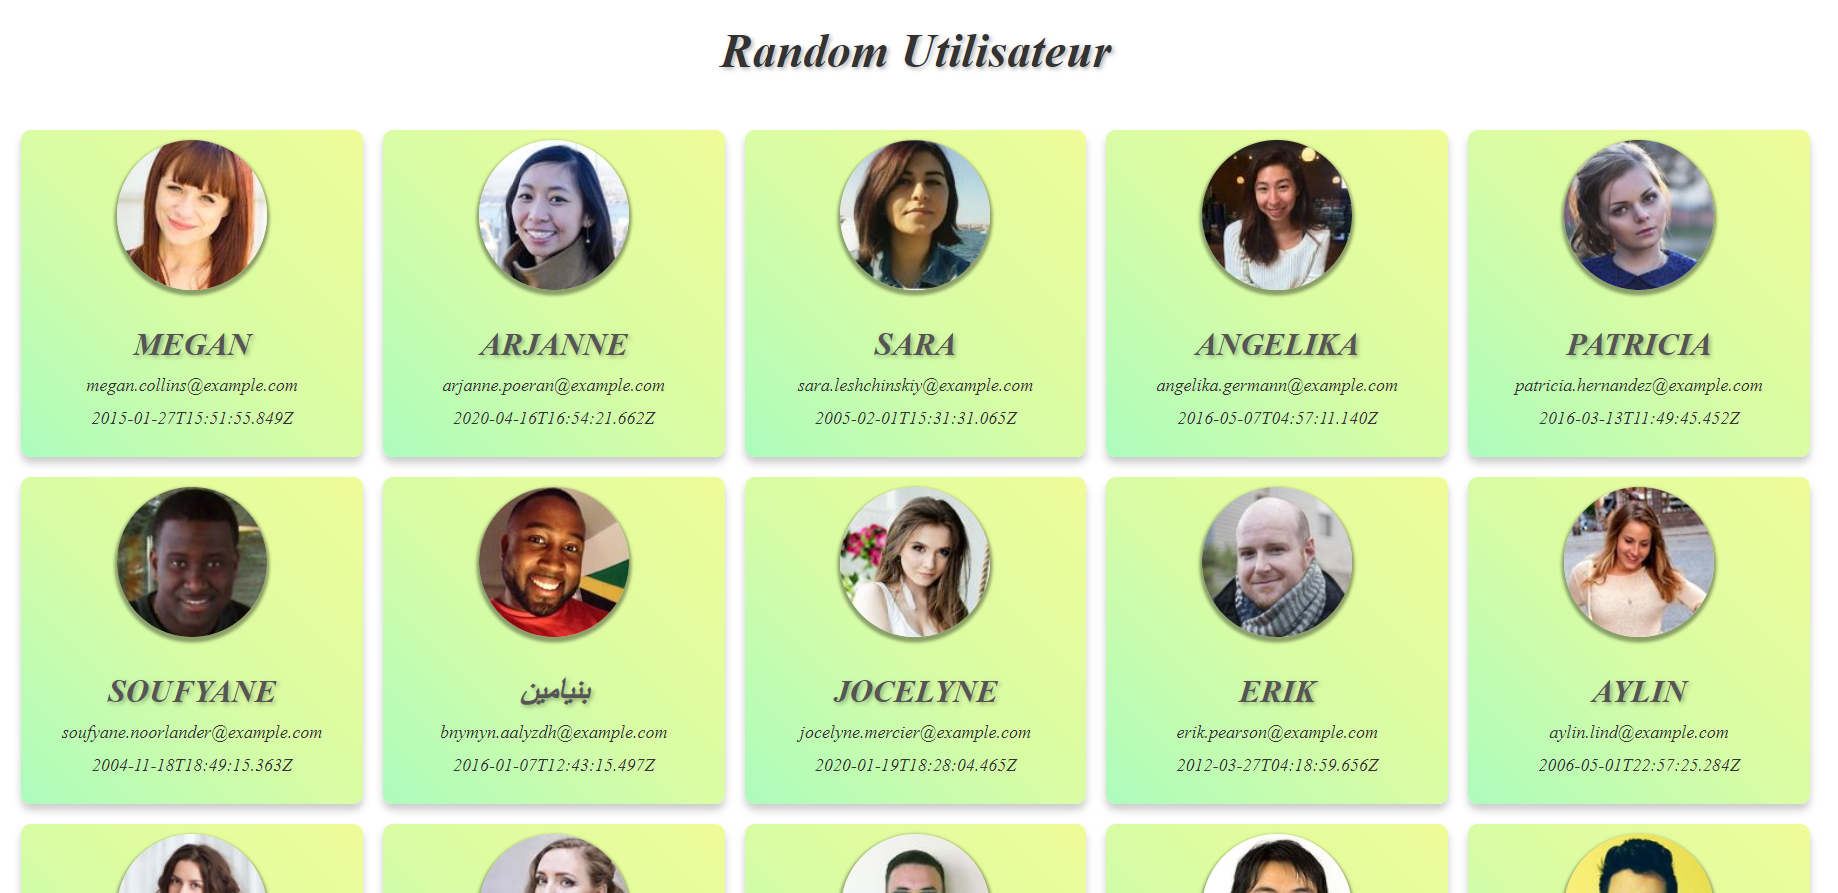 Random Utilisateur
MEGAN
megan.collins@example.com
2015-01-27T15:51:55.849Z
ARJANNE
arjanne.poeran@example.com
2020-04-16T16:54:21.662Z
SARA
sara.leshchinskiy@example.com
2005-02-01T15:31:31.065Z
ANGELIKA
angelika.germann@example.com
2016-05-07T04:57:11.140Z
PATRICIA
patricia.hernandez@example.com
2016-03-13T11:49:45.452Z
SOUFYANE
soufyane.noorlander@example.com
2004-11-18T18:49:15.363Z
بنیامین
bnymyn.aalyzdh@example.com
2016-01-07T12:43:15.497Z
JOCELYNE
jocelyne.mercier@example.com
2020-01-19T18:28:04.465Z
ERIK
erik.pearson@example.com
2012-03-27T04:18:59.656Z
AYLIN
aylin.lind@example.com
2006-05-01T22:57:25.284Z